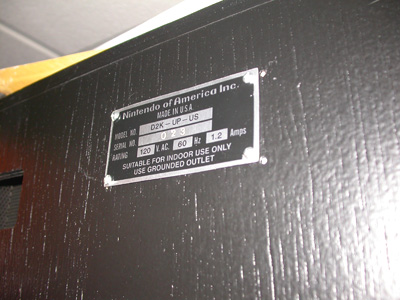 Nintendo of America Inc.
MADE IN U.S.A.
MODEL NO. D2K-UP-US
SERIAL NO. 073
RATING 120 V. AC. 60 Hz 1.2 Amps
SUITABLE FOR INDOOR USE ONLY
USE GROUNDED OUTLET